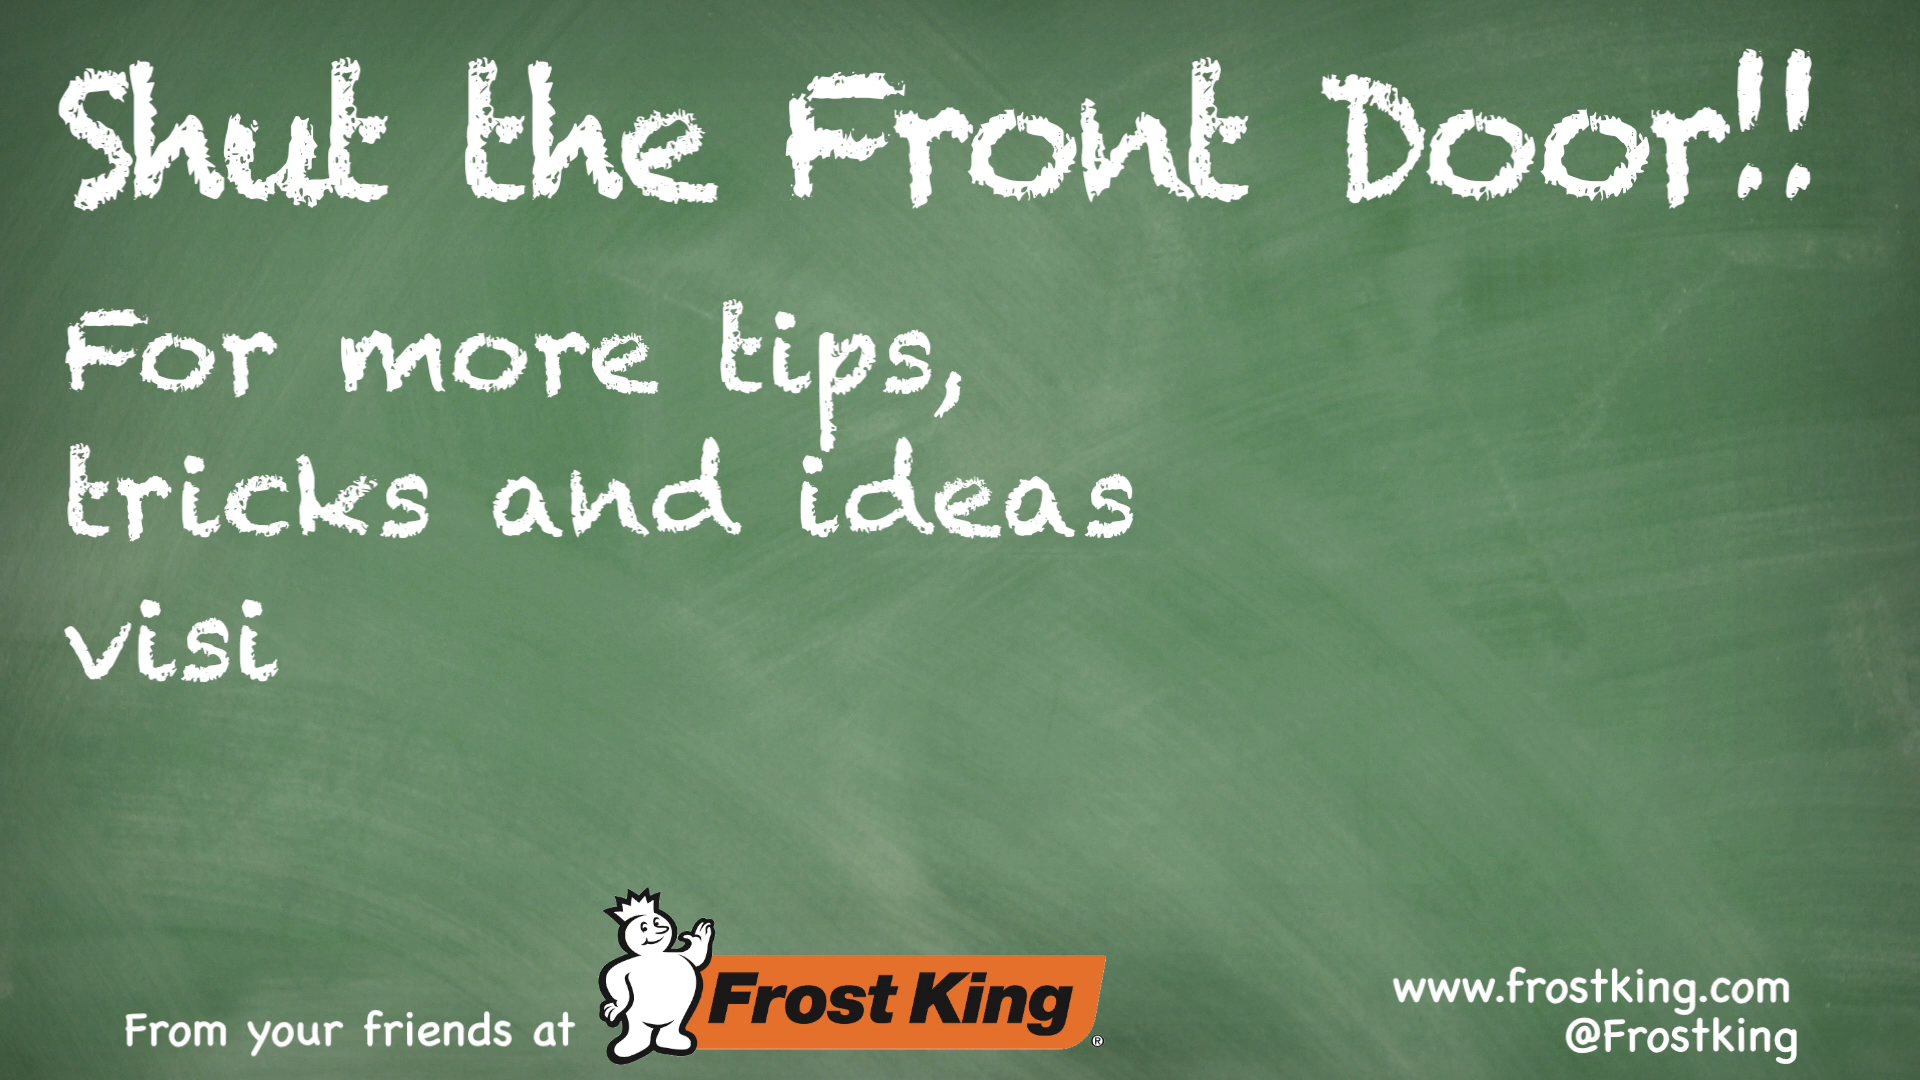 Shut the Front Door!!
For more tips,
tricks and ideas
visi
From your friends at
Frost King
®
www.frostking.com
@Frostking